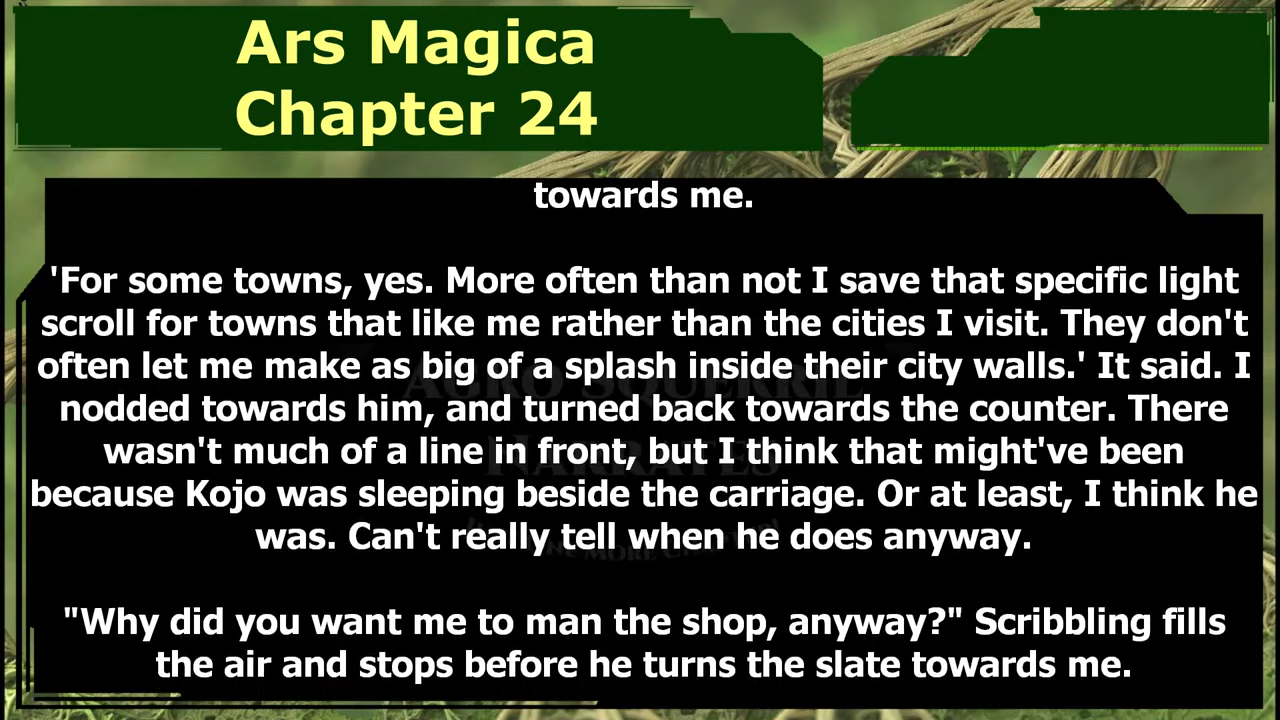 Ars Magica
Chapter 24
towards me.
'For some towns, yes. More often than not I save that specific light
scroll for towns that like me rather than the cities I visit. They don't
often let me make as big of a splash inside their city walls.' It said. I
nodded towards him, and turned back towards the counter. There
wasn't much of a line in front, but I think that might've been
because Kojo was sleeping beside the carriage. Or at least, I think he
was. Can't really tell when he does anyway.
"Why did you want me to man the shop, anyway?" Scribbling fills
the air and stops before he turns the slate towards me.
AGRO SQUERRIL
NARRATES